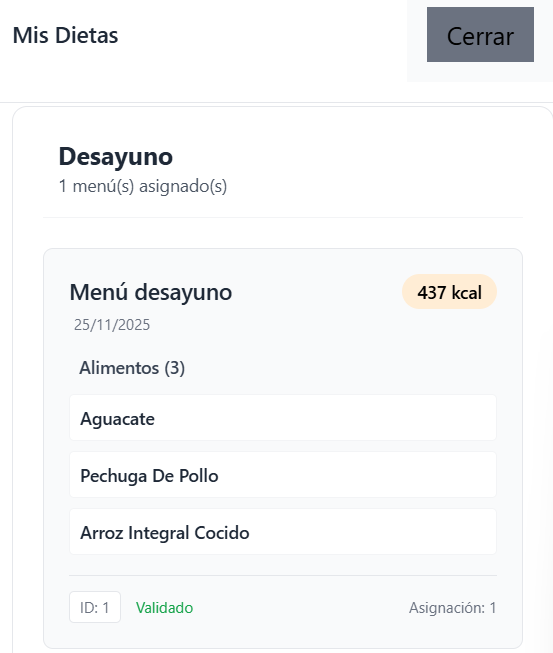 Mis Dietas
Cerrar
Desayuno
1 menú(s) asignado(s)
Menú desayuno
437 kcal
25/11/2025
Alimentos (3)
Aguacate
Pechuga De Pollo
Arroz Integral Cocido
ID: 1
Validado
Asignación: 1